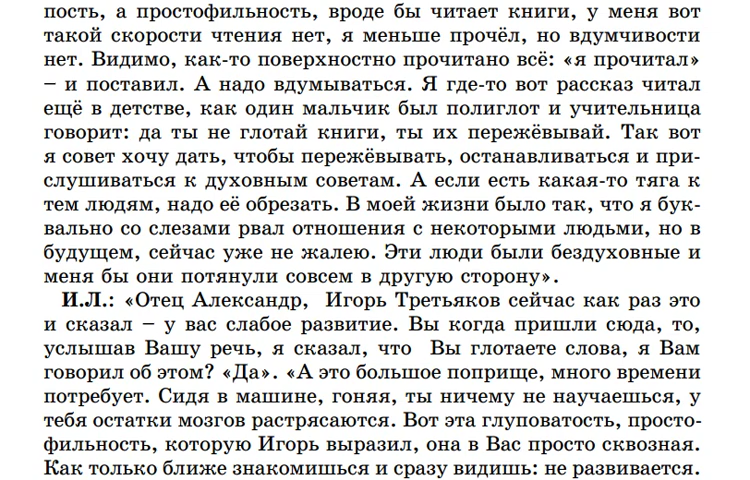 пость, а простофильность, вроде бы читает книги, у меня вот
такой скорости чтения нет, я меньше прочёл, но вдумчивости
нет. Видимо, как-то поверхностно прочитано всё: «я прочитал»
– и поставил. А надо вдумываться. Я где-то вот рассказ читал
ещё в детстве, как один мальчик был полиглот и учительница
говорит: да ты не глотай книги, ты их пережёвывай. Так вот
я совет хочу дать, чтобы пережёвывать, останавливаться и при-
слушиваться к духовным советам. А если есть какая-то тяга к
тем людям, надо её обрезать. В моей жизни было так, что я бук-
вально со слезами рвал отношения с некоторыми людьми, но в
будущем, сейчас уже не жалею. Эти люди были бездуховные и
меня бы они потянули совсем в другую сторону».
И.Л.: «Отец Александр, Игорь Третьяков сейчас как раз это
и сказал – у вас слабое развитие. Вы когда пришли сюда, то,
услышав Вашу речь, я сказал, что Вы глотаете слова, я Вам
говорил об этом? «Да». «А это большое поприще, много времени
потребует. Сидя в машине, гоняя, ты ничему не научаешься, у
тебя остатки мозгов растрясаются. Вот эта глуповатость, просто-
фильность, которую Игорь выразил, она в Вас просто сквозная.
Как только ближе знакомишься и сразу видишь: не развивается.